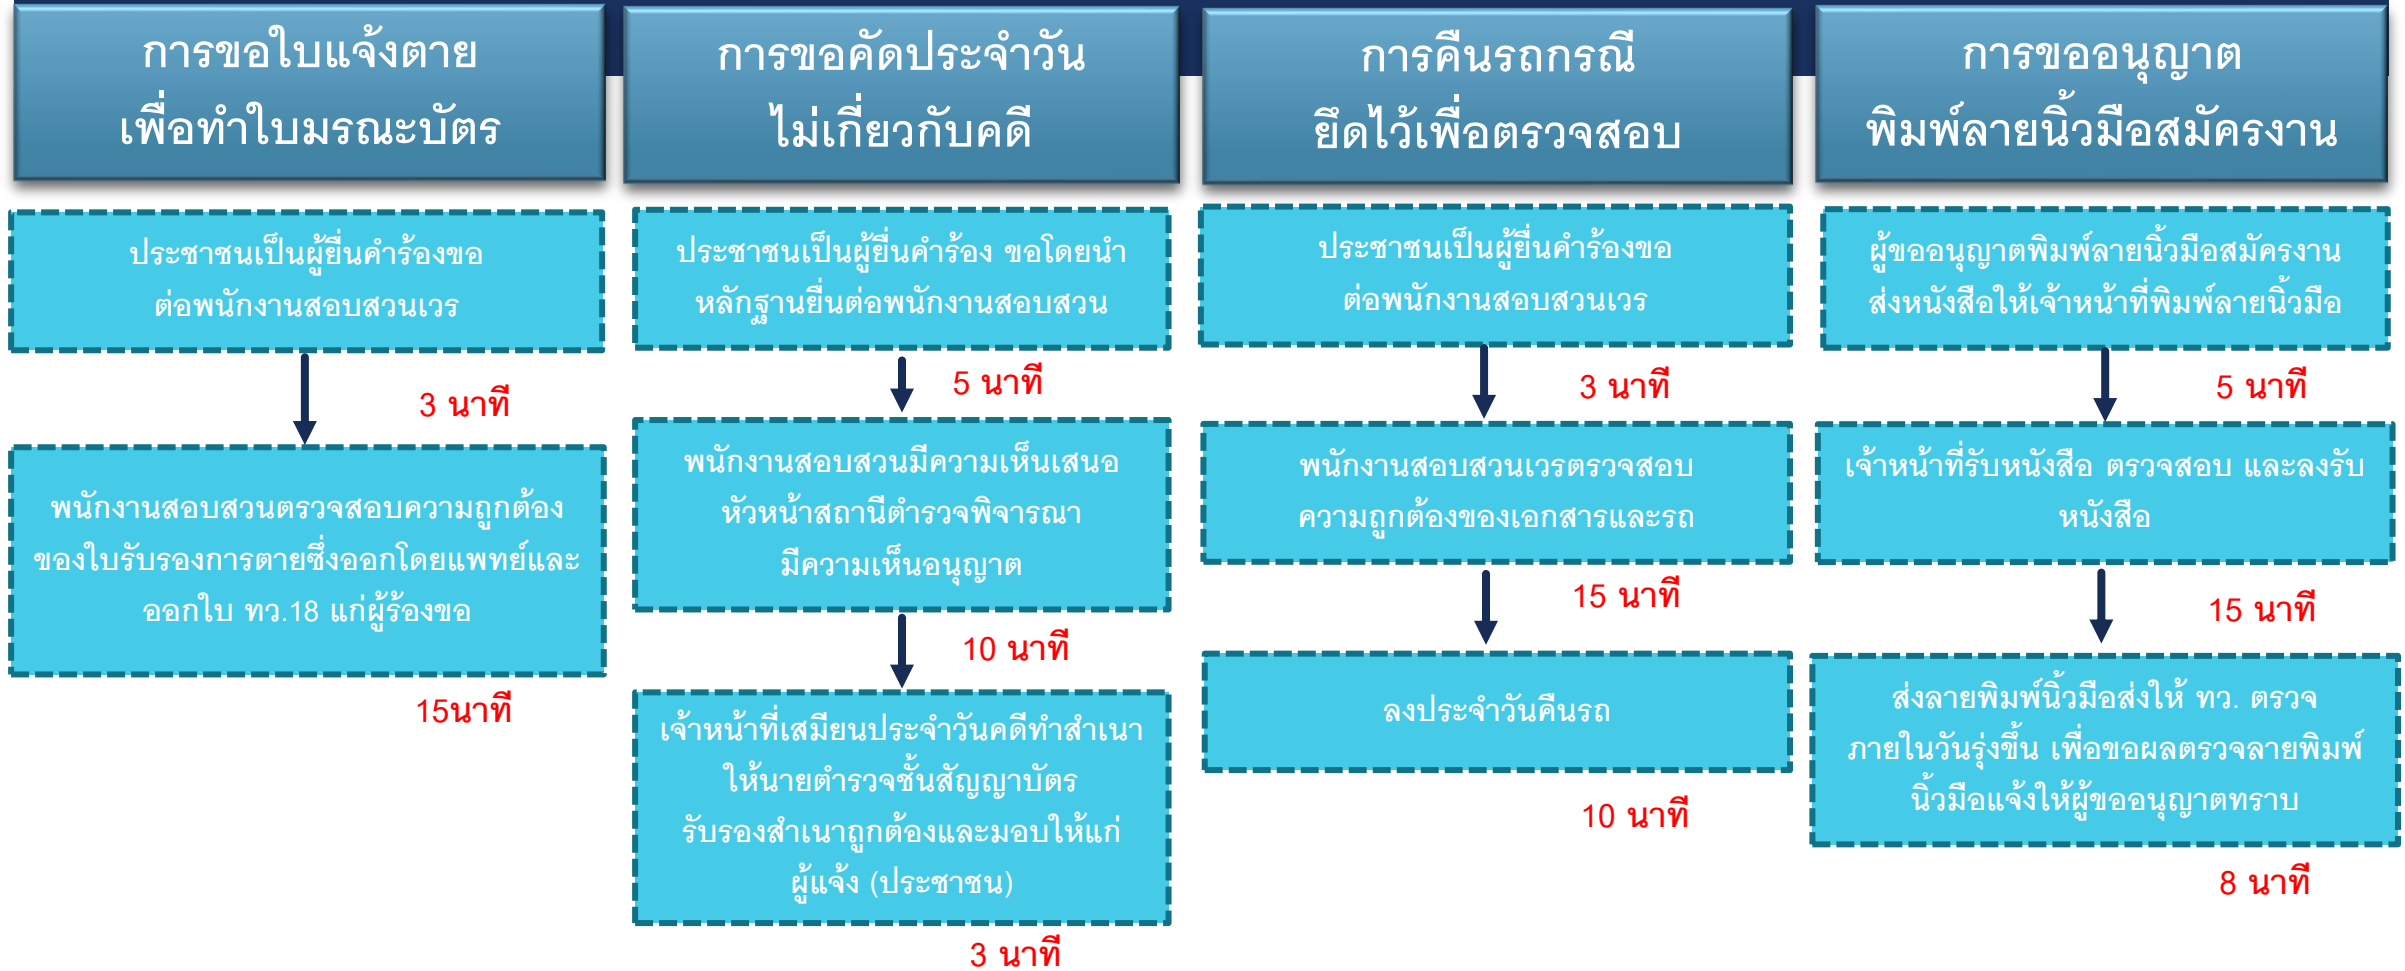 การขอใบแจ้งตาย
เพื่อทำใบมรณะบัตร
ประชาชนเป็นผู้ยื่นคำร้องขอ
ต่อพนักงานสอบสวนเวร
3 นาที
พนักงานสอบสวนตรวจสอบความถูกต้อง
ของใบรับรองการตายซึ่งออกโดยแพทย์และ
ออกใบ ทว.18 แก่ผู้ร้องขอ
15นาที
การขอคัดประจำวัน
ไม่เกี่ยวกับคดี
ประชาชนเป็นผู้ยื่นคำร้อง ขอโดยนำ
หลักฐานยื่นต่อพนักงานสอบสวน
5 นาที
พนักงานสอบสวนมีความเห็นเสนอ
หัวหน้าสถานีตำรวจพิจารณา
มีความเห็นอนุญาต
10 นาที
เจ้าหน้าที่เสมียนประจำวันคดีทำสำเนา
ให้นายตำรวจชั้นสัญญาบัตร
รับรองสำเนาถูกต้องและมอบให้แก่
ผู้แจ้ง (ประชาชน)
3 นาที
การคืนรถกรณี
ยึดไว้เพื่อตรวจสอบ
ประชาชนเป็นผู้ยื่นคำร้องขอ
ต่อพนักงานสอบสวนเวร
3 นาที
พนักงานสอบสวนเวรตรวจสอบ
ความถูกต้องของเอกสารและรถ
15 นาที
ลงประจำวันคืนรถ
10 นาที
การขออนุญาต
พิมพ์ลายนิ้วมือสมัครงาน
ผู้ขออนุญาตพิมพ์ลายนิ้วมือสมัครงาน
ส่งหนังสือให้เจ้าหน้าที่พิมพ์ลายนิ้วมือ
5 นาที
เจ้าหน้าที่รับหนังสือ ตรวจสอบ และลงรับ
หนังสือ
15 นาที
ส่งลายพิมพ์นิ้วมือส่งให้ ทว. ตรวจ
ภายในวันรุ่งขึ้น เพื่อขอผลตรวจลายพิมพ์
นิ้วมือแจ้งให้ผู้ขออนุญาตทราบ
8 นาที